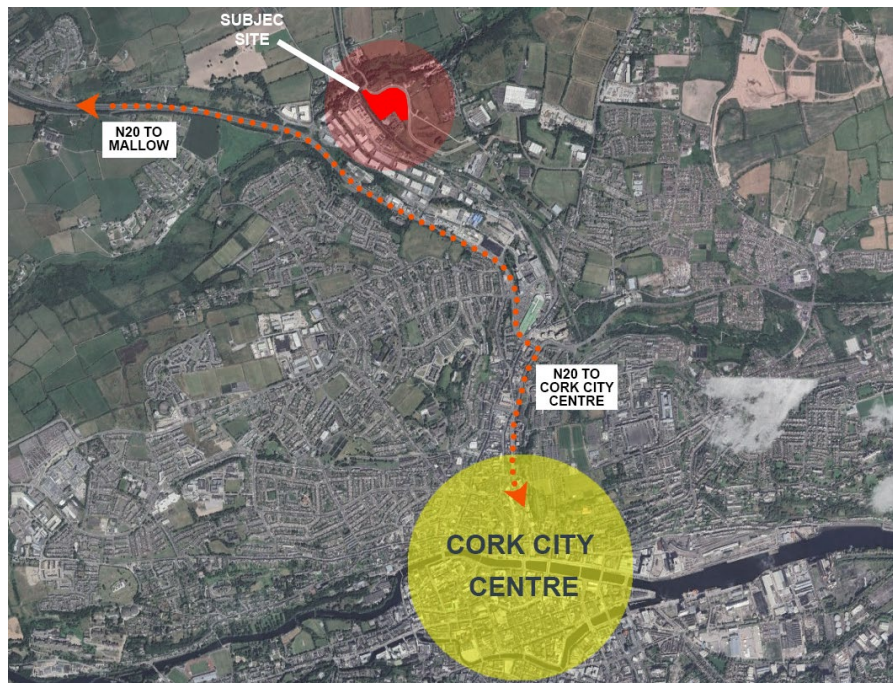 SUBJEC
SITE
N20 TO
MALLOW
N20 TO
CORK CITY
CENTRE
CORK CITY
CENTRE